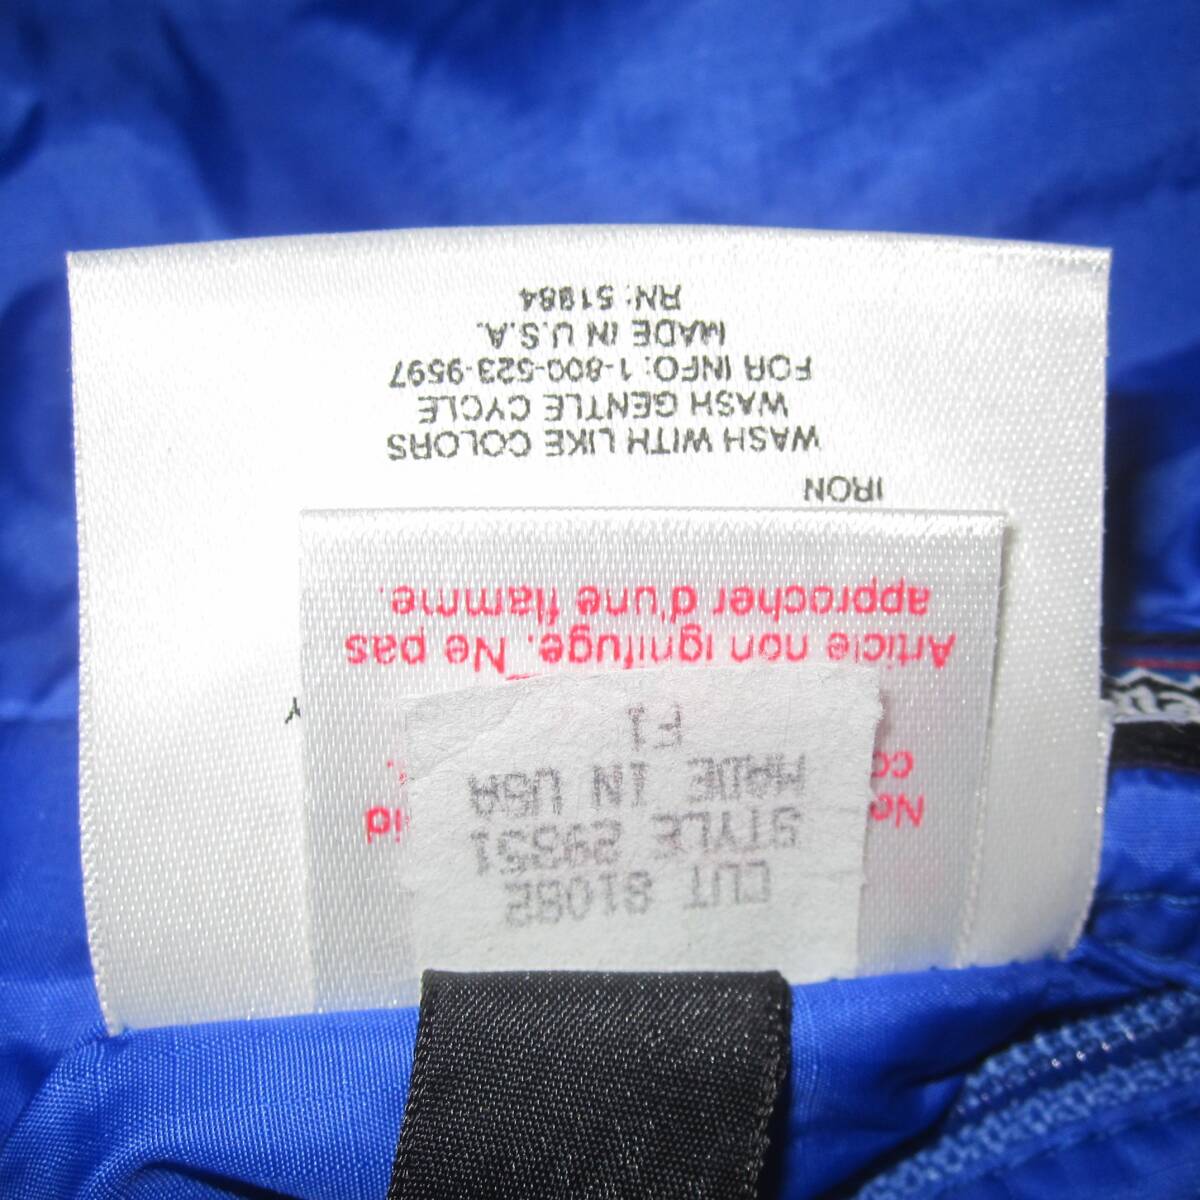 CUT 81082
STYLE 29351
MADE IN USA
F1
Article non ignifuge. Ne pas
approcher d'une flamme.
IRON
WASH WITH LIKE COLORS
WASH GENTLE CYCLE
FOR INFO: 1-800-523-9597
MADE IN U.S.A.
RN: 51884